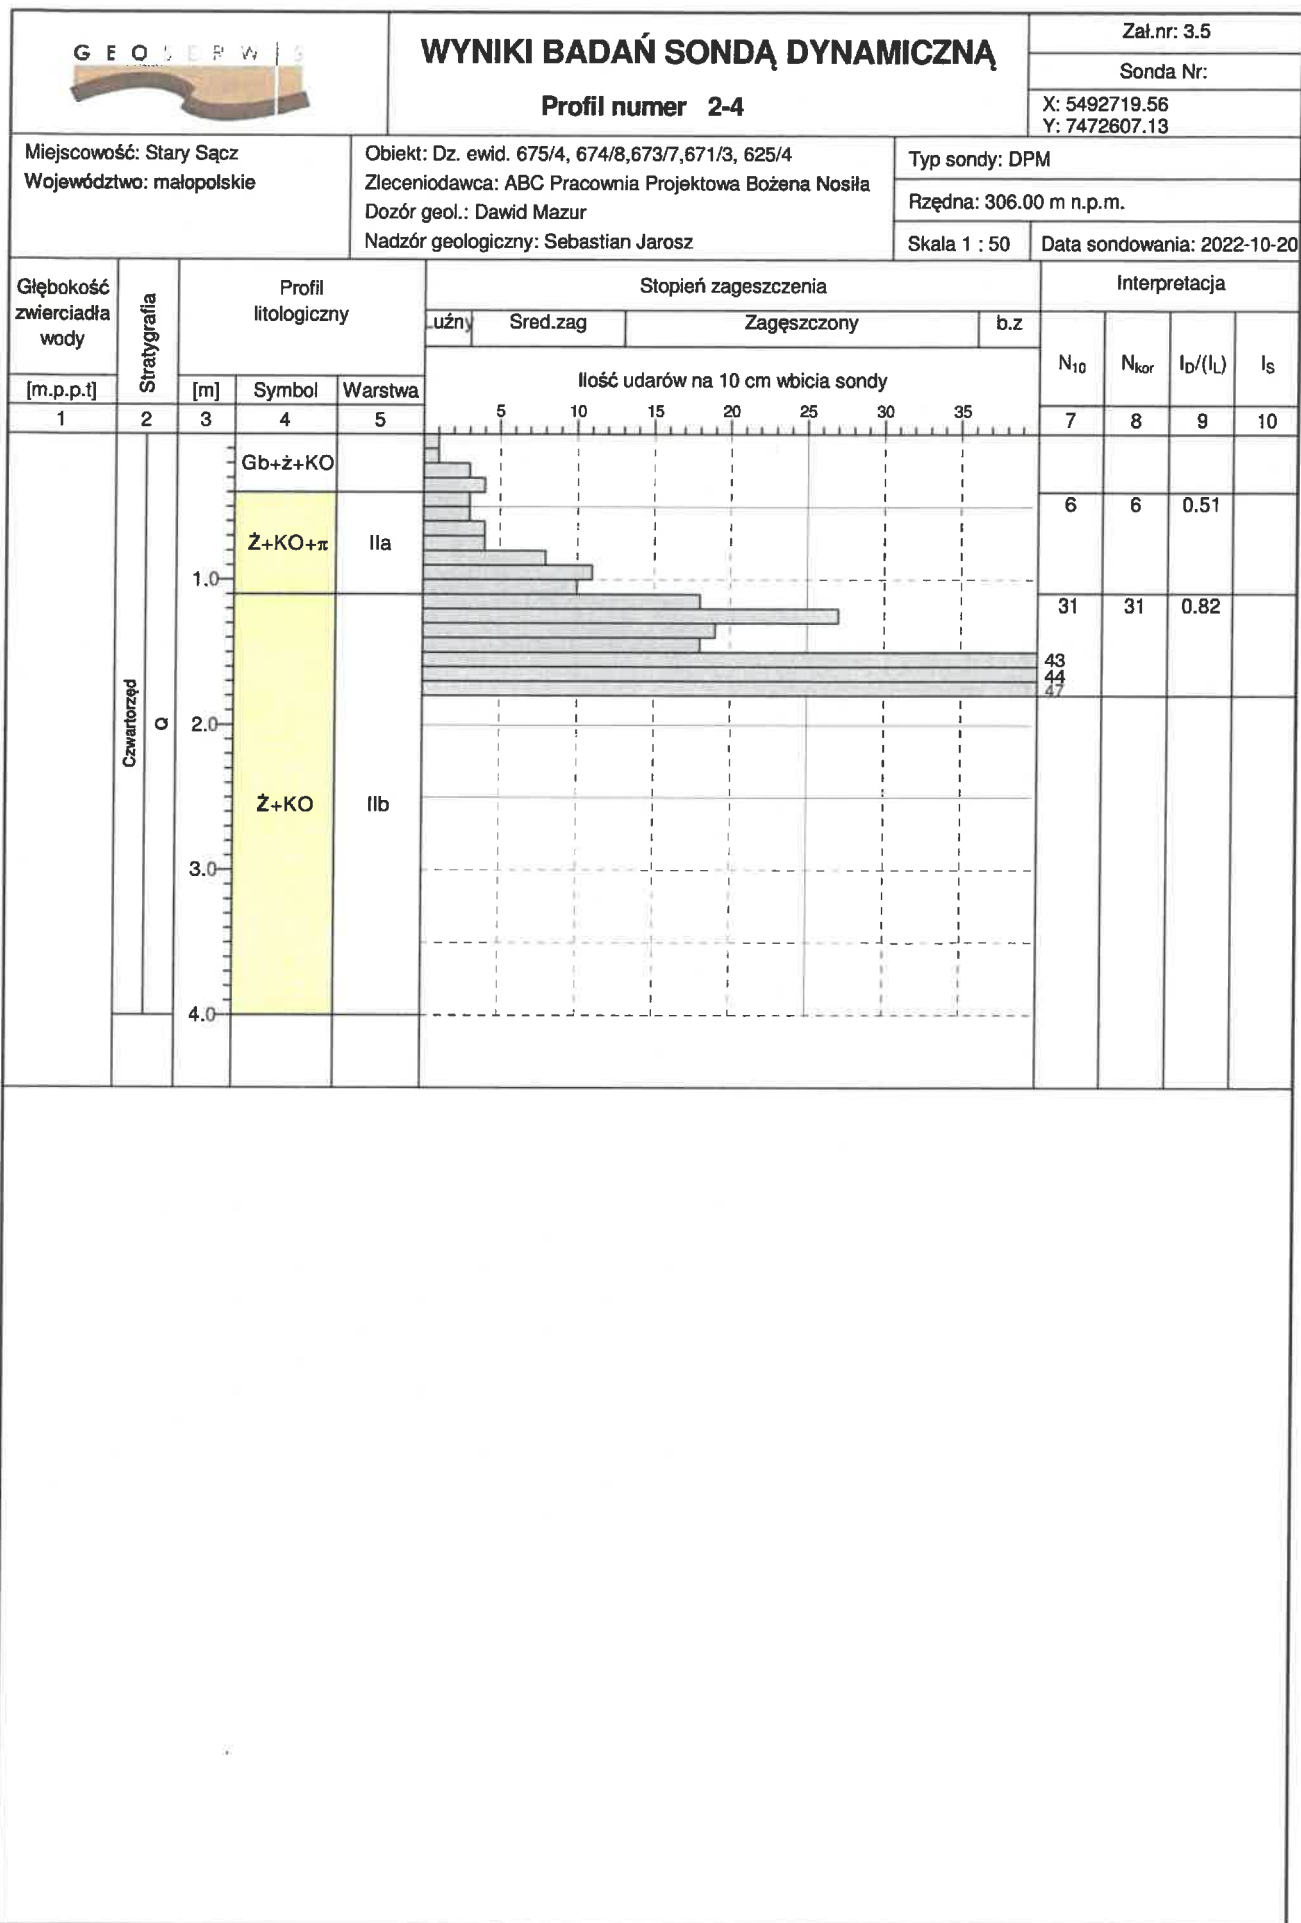 GEOSERWIS
WYNIKI BADAŃ SONDĄ DYNAMICZNĄ
Profil numer 2-4
Zał.nr: 3.5
Sonda Nr:
X: 5492719.56
Y: 7472607.13
Miejscowość: Stary Sącz
Województwo: małopolskie
Obiekt: Dz. ewid. 675/4, 674/8,673/7,671/3, 625/4
Zleceniodawca: ABC Pracownia Projektowa Bożena Nosiła
Dozór geol.: Dawid Mazur
Nadzór geologiczny: Sebastian Jarosz
Typ sondy: DPM
Rzędna: 306.00 m n.p.m.
Skala 1 : 50
Data sondowania: 2022-10-20
Głębokość
zwierciadła
wody
[m.p.p.t]
Stratygrafia
Profil
litologiczny
[m] Symbol Warstwa
Stopień zageszczenia
Luźny Sred.zag Zagęszczony b.z
Ilość udarów na 10 cm wbicia sondy
5 10 15 20 25 30 35
Interpretacja
N10 Nkor ID/(IL) IS
1 2 3 4 5 7 8 9 10
Gb+ż+KO
Ż+KO+π IIa
6 6 0.51
1.0
31 31 0.82
43
44
47
Czwartorzęd
Q
2.0
Ż+KO IIb
3.0
4.0